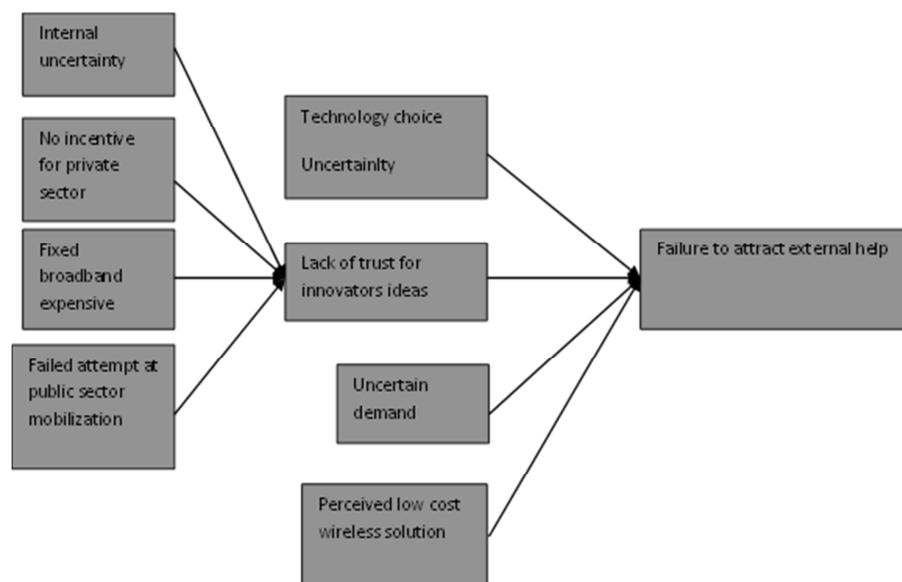 Internal
uncertainty
No incentive
for private
sector
Fixed
broadband
expensive
Failed attempt at
public sector
mobilization
Technology choice
Uncertainlty
Lack of trust for
innovators ideas
Uncertain
demand
Perceived low cost
wireless solution
Failure to attract external help